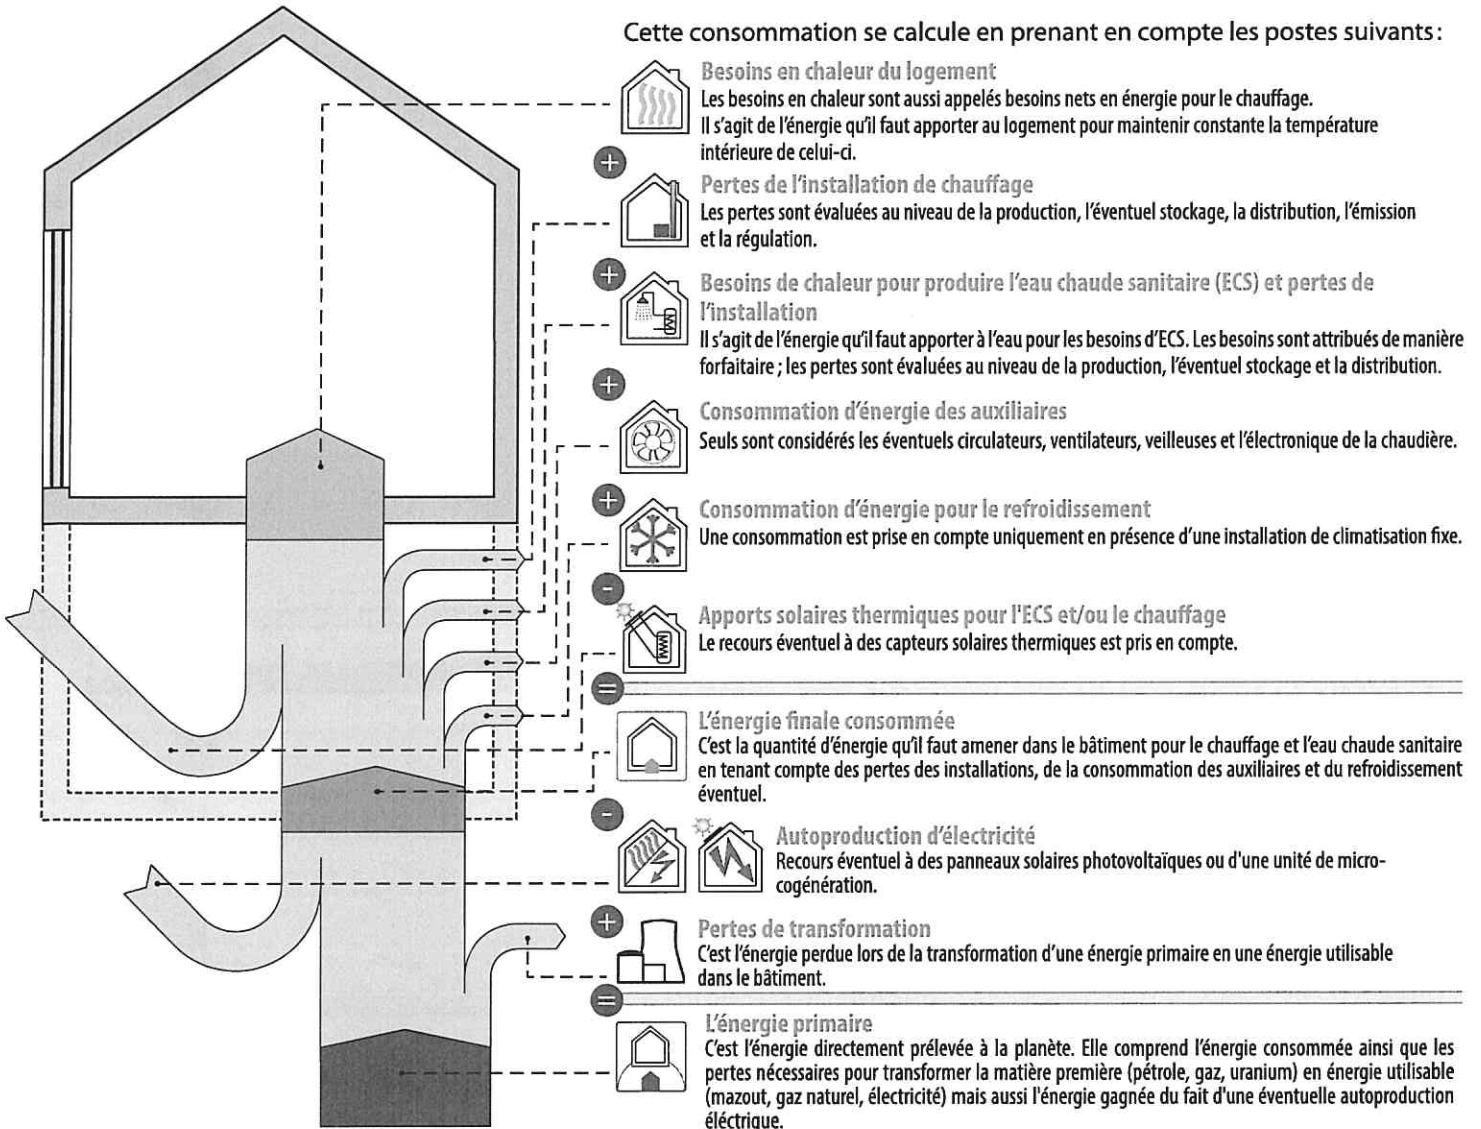 Cette consommation se calcule en prenant en compte les postes suivants:
Besoins en chaleur du logement
Les besoins en chaleur sont aussi appelés besoins nets en énergie pour le chauffage.
Il s'agit de l'énergie qu'il faut apporter au logement pour maintenir constante la température
intérieure de celui-ci.
+
Pertes de l'installation de chauffage
Les pertes sont évaluées au niveau de la production, l'éventuel stockage, la distribution, l'émission
et la régulation.
+
Besoins de chaleur pour produire l'eau chaude sanitaire (ECS) et pertes de
l'installation
Il s'agit de l'énergie qu'il faut apporter à l'eau pour les besoins d'ECS. Les besoins sont attribués de manière
forfaitaire ; les pertes sont évaluées au niveau de la production, l'éventuel stockage et la distribution.
+
Consommation d'énergie des auxiliaires
Seuls sont considérés les éventuels circulateurs, ventilateurs, veilleuses et l'électronique de la chaudière.
+
Consommation d'énergie pour le refroidissement
Une consommation est prise en compte uniquement en présence d'une installation de climatisation fixe.
-
Apports solaires thermiques pour l'ECS et/ou le chauffage
Le recours éventuel à des capteurs solaires thermiques est pris en compte.
=
L'énergie finale consommée
C'est la quantité d'énergie qu'il faut amener dans le bâtiment pour le chauffage et l'eau chaude sanitaire
en tenant compte des pertes des installations, de la consommation des auxiliaires et du refroidissement
éventuel.
-
Autoproduction d'électricité
Recours éventuel à des panneaux solaires photovoltaïques ou d'une unité de micro-
cogénération.
+
Pertes de transformation
C'est l'énergie perdue lors de la transformation d'une énergie primaire en une énergie utilisable
dans le bâtiment.
=
L'énergie primaire
C'est l'énergie directement prélevée à la planète. Elle comprend l'énergie consommée ainsi que les
pertes nécessaires pour transformer la matière première (pétrole, gaz, uranium) en énergie utilisable
(mazout, gaz naturel, électricité) mais aussi l'énergie gagnée du fait d'une éventuelle autoproduction
éléctrique.